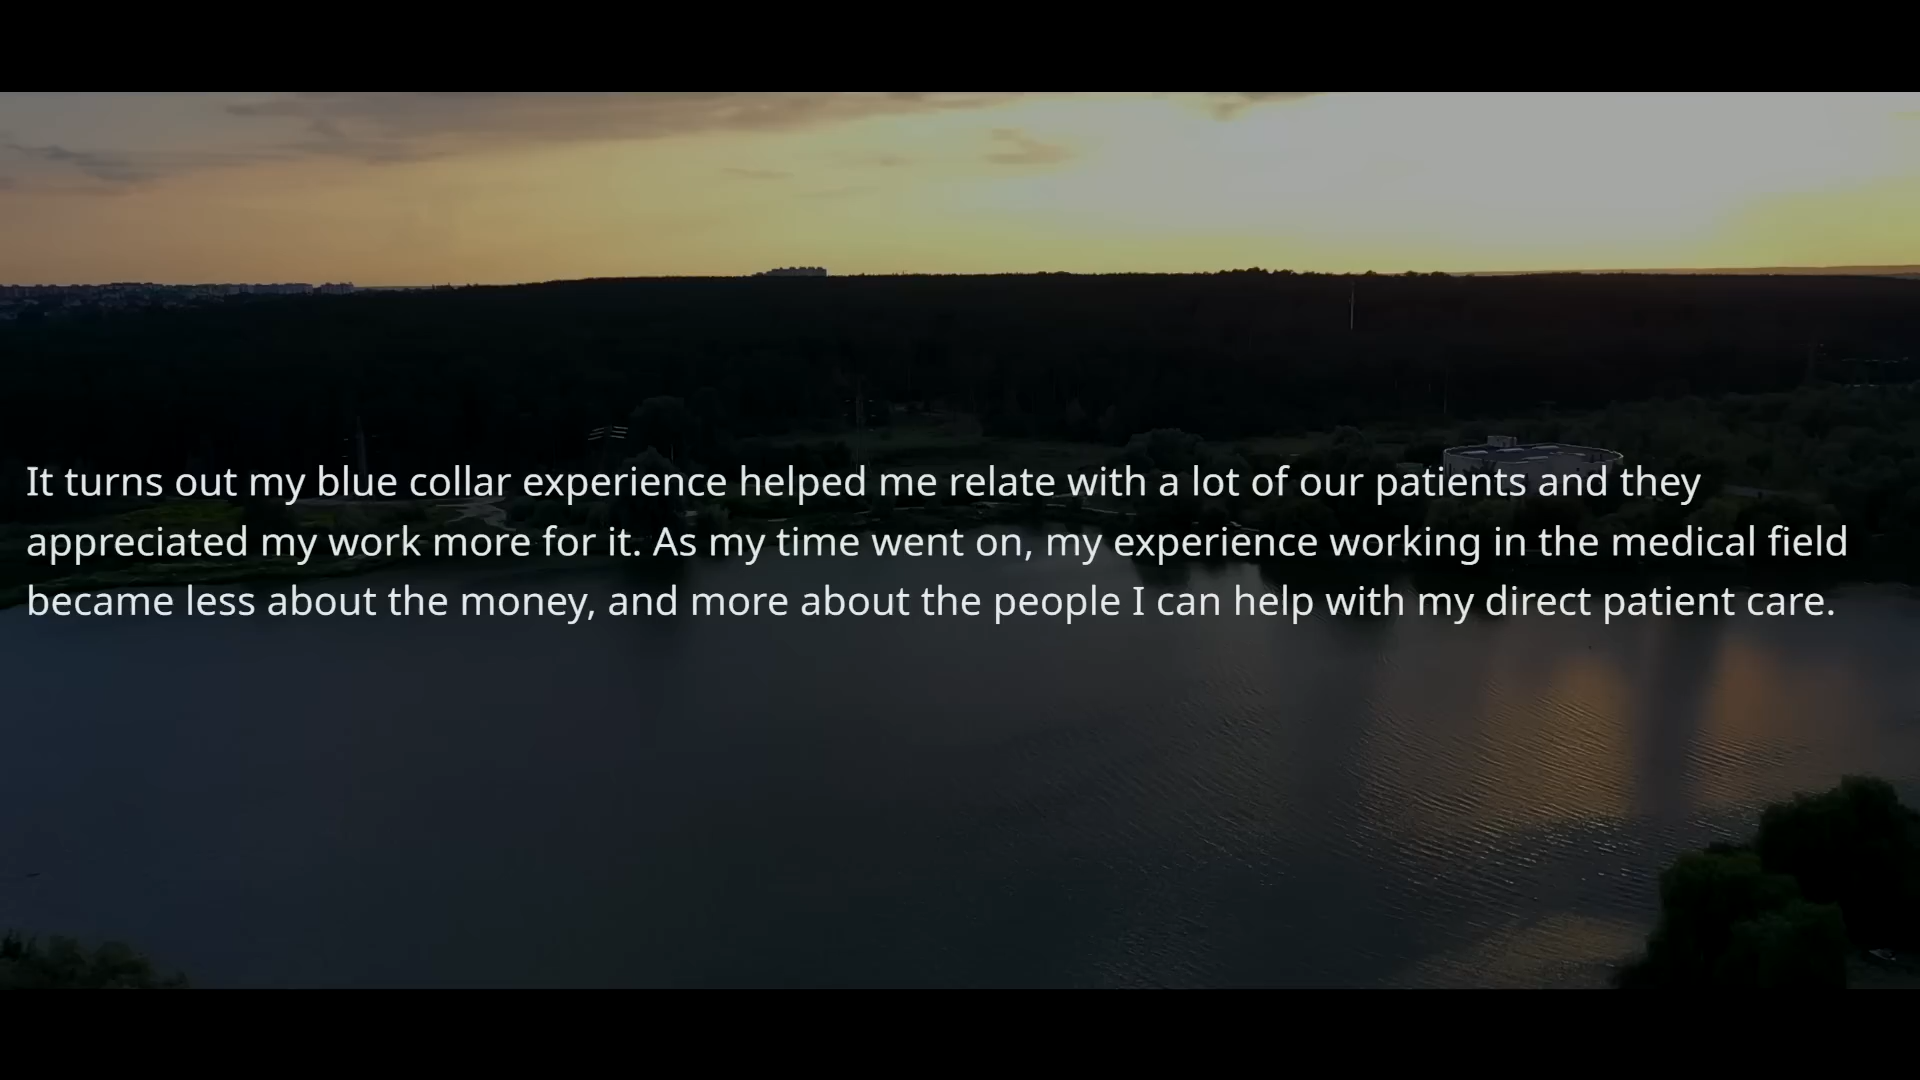 It turns out my blue collar experience helped me relate with a lot of our patients and they
appreciated my work more for it. As my time went on, my experience working in the medical field
became less about the money, and more about the people I can help with my direct patient care.